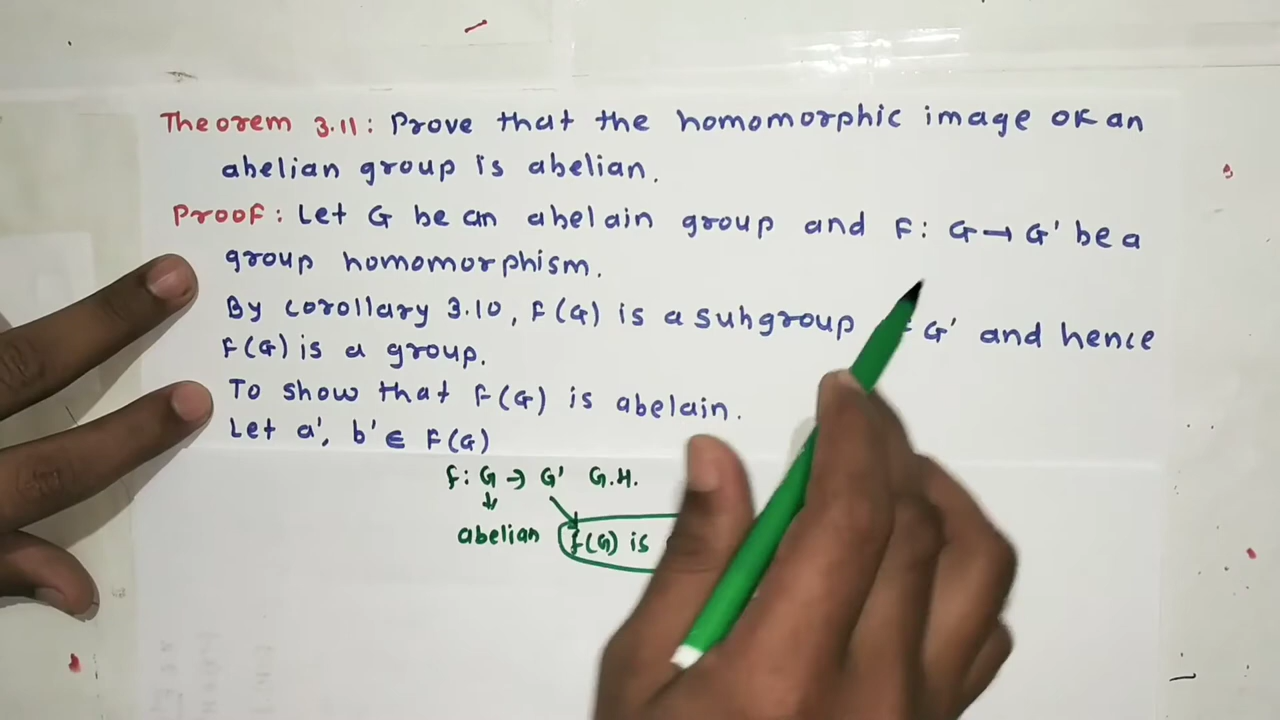 Theorem 3.11: Prove that the homomorphic image of an
abelian group is abelian.
Proof: Let G be an abelain group and f: G → G' be a
group homomorphism.
By corollary 3.10, f(G) is a subgroup G' and hence
f(G) is a group.
To show that f(G) is abelain.
Let a', b' ∈ f(G)
f: G → G' G.H.
abelian f(G) is